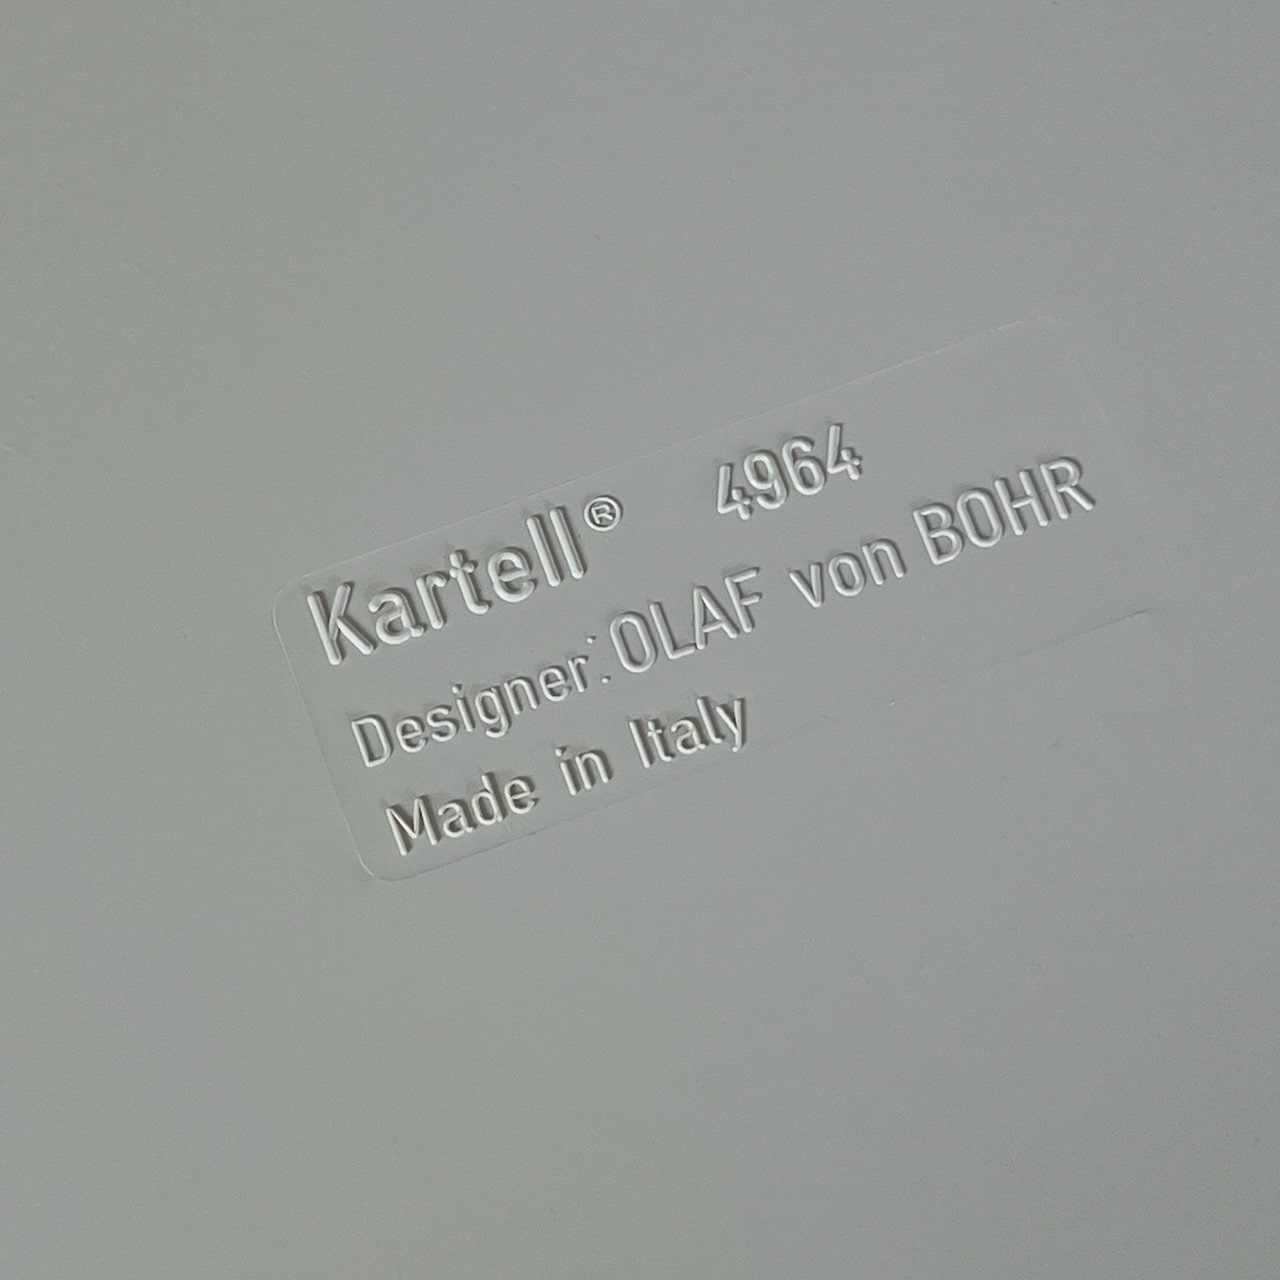 Kartell® 4964
Designer: OLAF von BOHR
Made in Italy